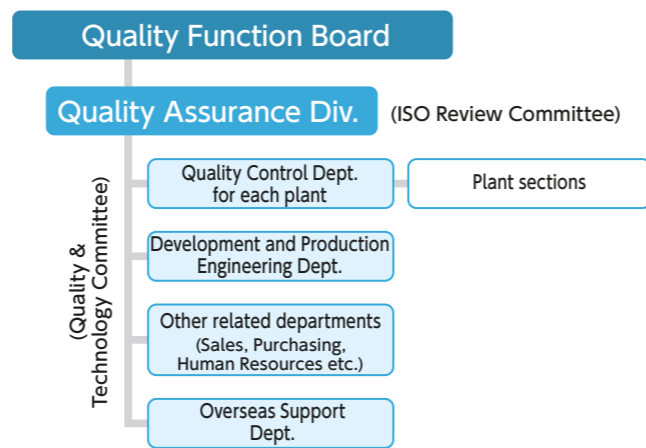 Quality Function Board
Quality Assurance Div.
(ISO Review Committee)
(Quality &
Technology Committee)
Quality Control Dept.
for each plant
Plant sections
Development and Production
Engineering Dept.
Other related departments
(Sales, Purchasing,
Human Resources etc.)
Overseas Support
Dept.